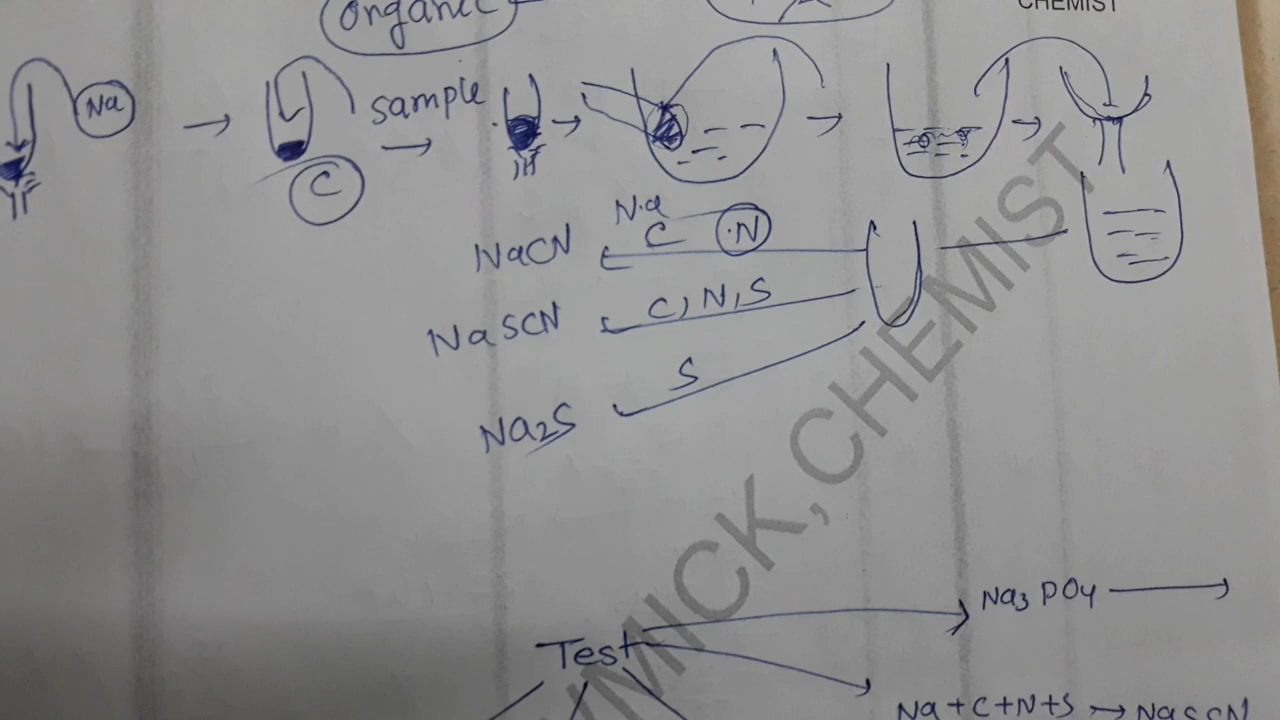 Organic
CHEMIST
Na
sample
C
Na
C
N
NaCN
C, N, S
NaSCN
S
Na2S
MICK, CHEMIST
Na3PO4
Test
Na+C+N+S → NaSCN